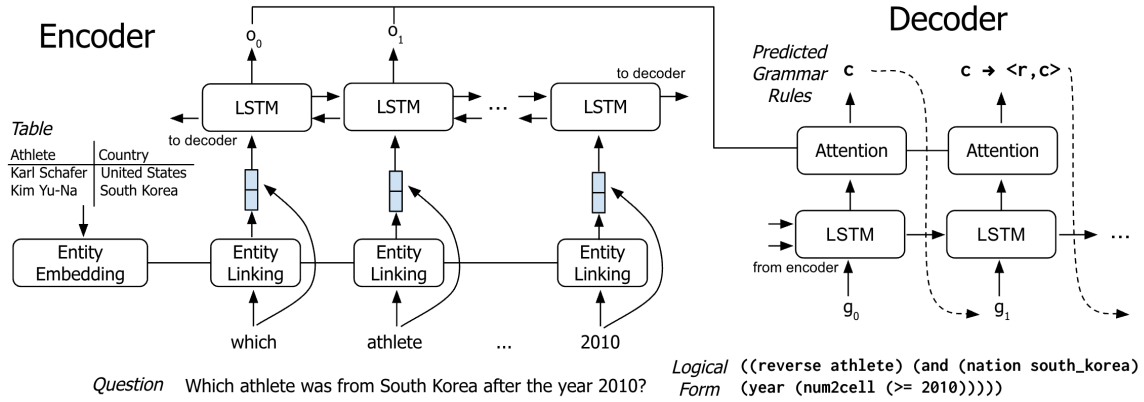 Encoder
Decoder
o0
o1
Predicted
Grammar
Rules
c
c → <r,c>
to decoder
LSTM
LSTM
...
LSTM
to decoder
Attention
Attention
Table
Athlete Country
Karl Schafer United States
Kim Yu-Na South Korea
LSTM
LSTM
...
from encoder
Entity
Embedding
Entity
Linking
Entity
Linking
Entity
Linking
g0
g1
which
athlete
...
2010
Question Which athlete was from South Korea after the year 2010?
Logical ((reverse athlete) (and (nation south_korea)
Form (year (num2cell (>= 2010)))))